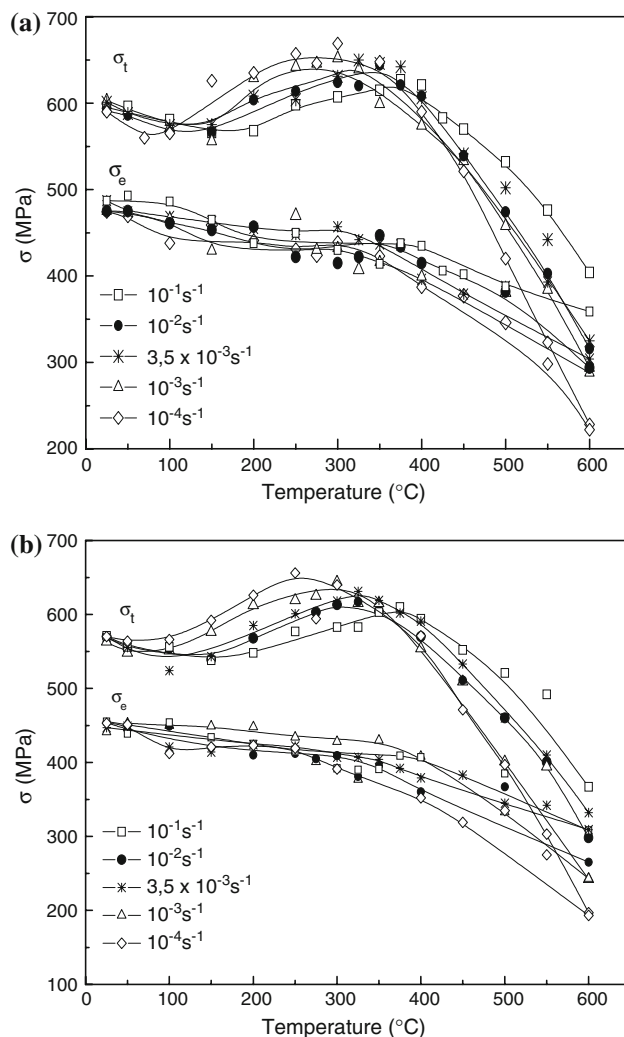 (a)
700
600
500
400
300
200
σt
σe
σ (MPa)
10⁻¹s⁻¹
10⁻²s⁻¹
3,5 x 10⁻³s⁻¹
10⁻³s⁻¹
10⁻⁴s⁻¹
0 100 200 300 400 500 600
Temperature (°C)
(b)
700
600
500
400
300
200
100
σt
σe
σ (MPa)
10⁻¹s⁻¹
10⁻²s⁻¹
3,5 x 10⁻³s⁻¹
10⁻³s⁻¹
10⁻⁴s⁻¹
0 100 200 300 400 500 600
Temperature (°C)